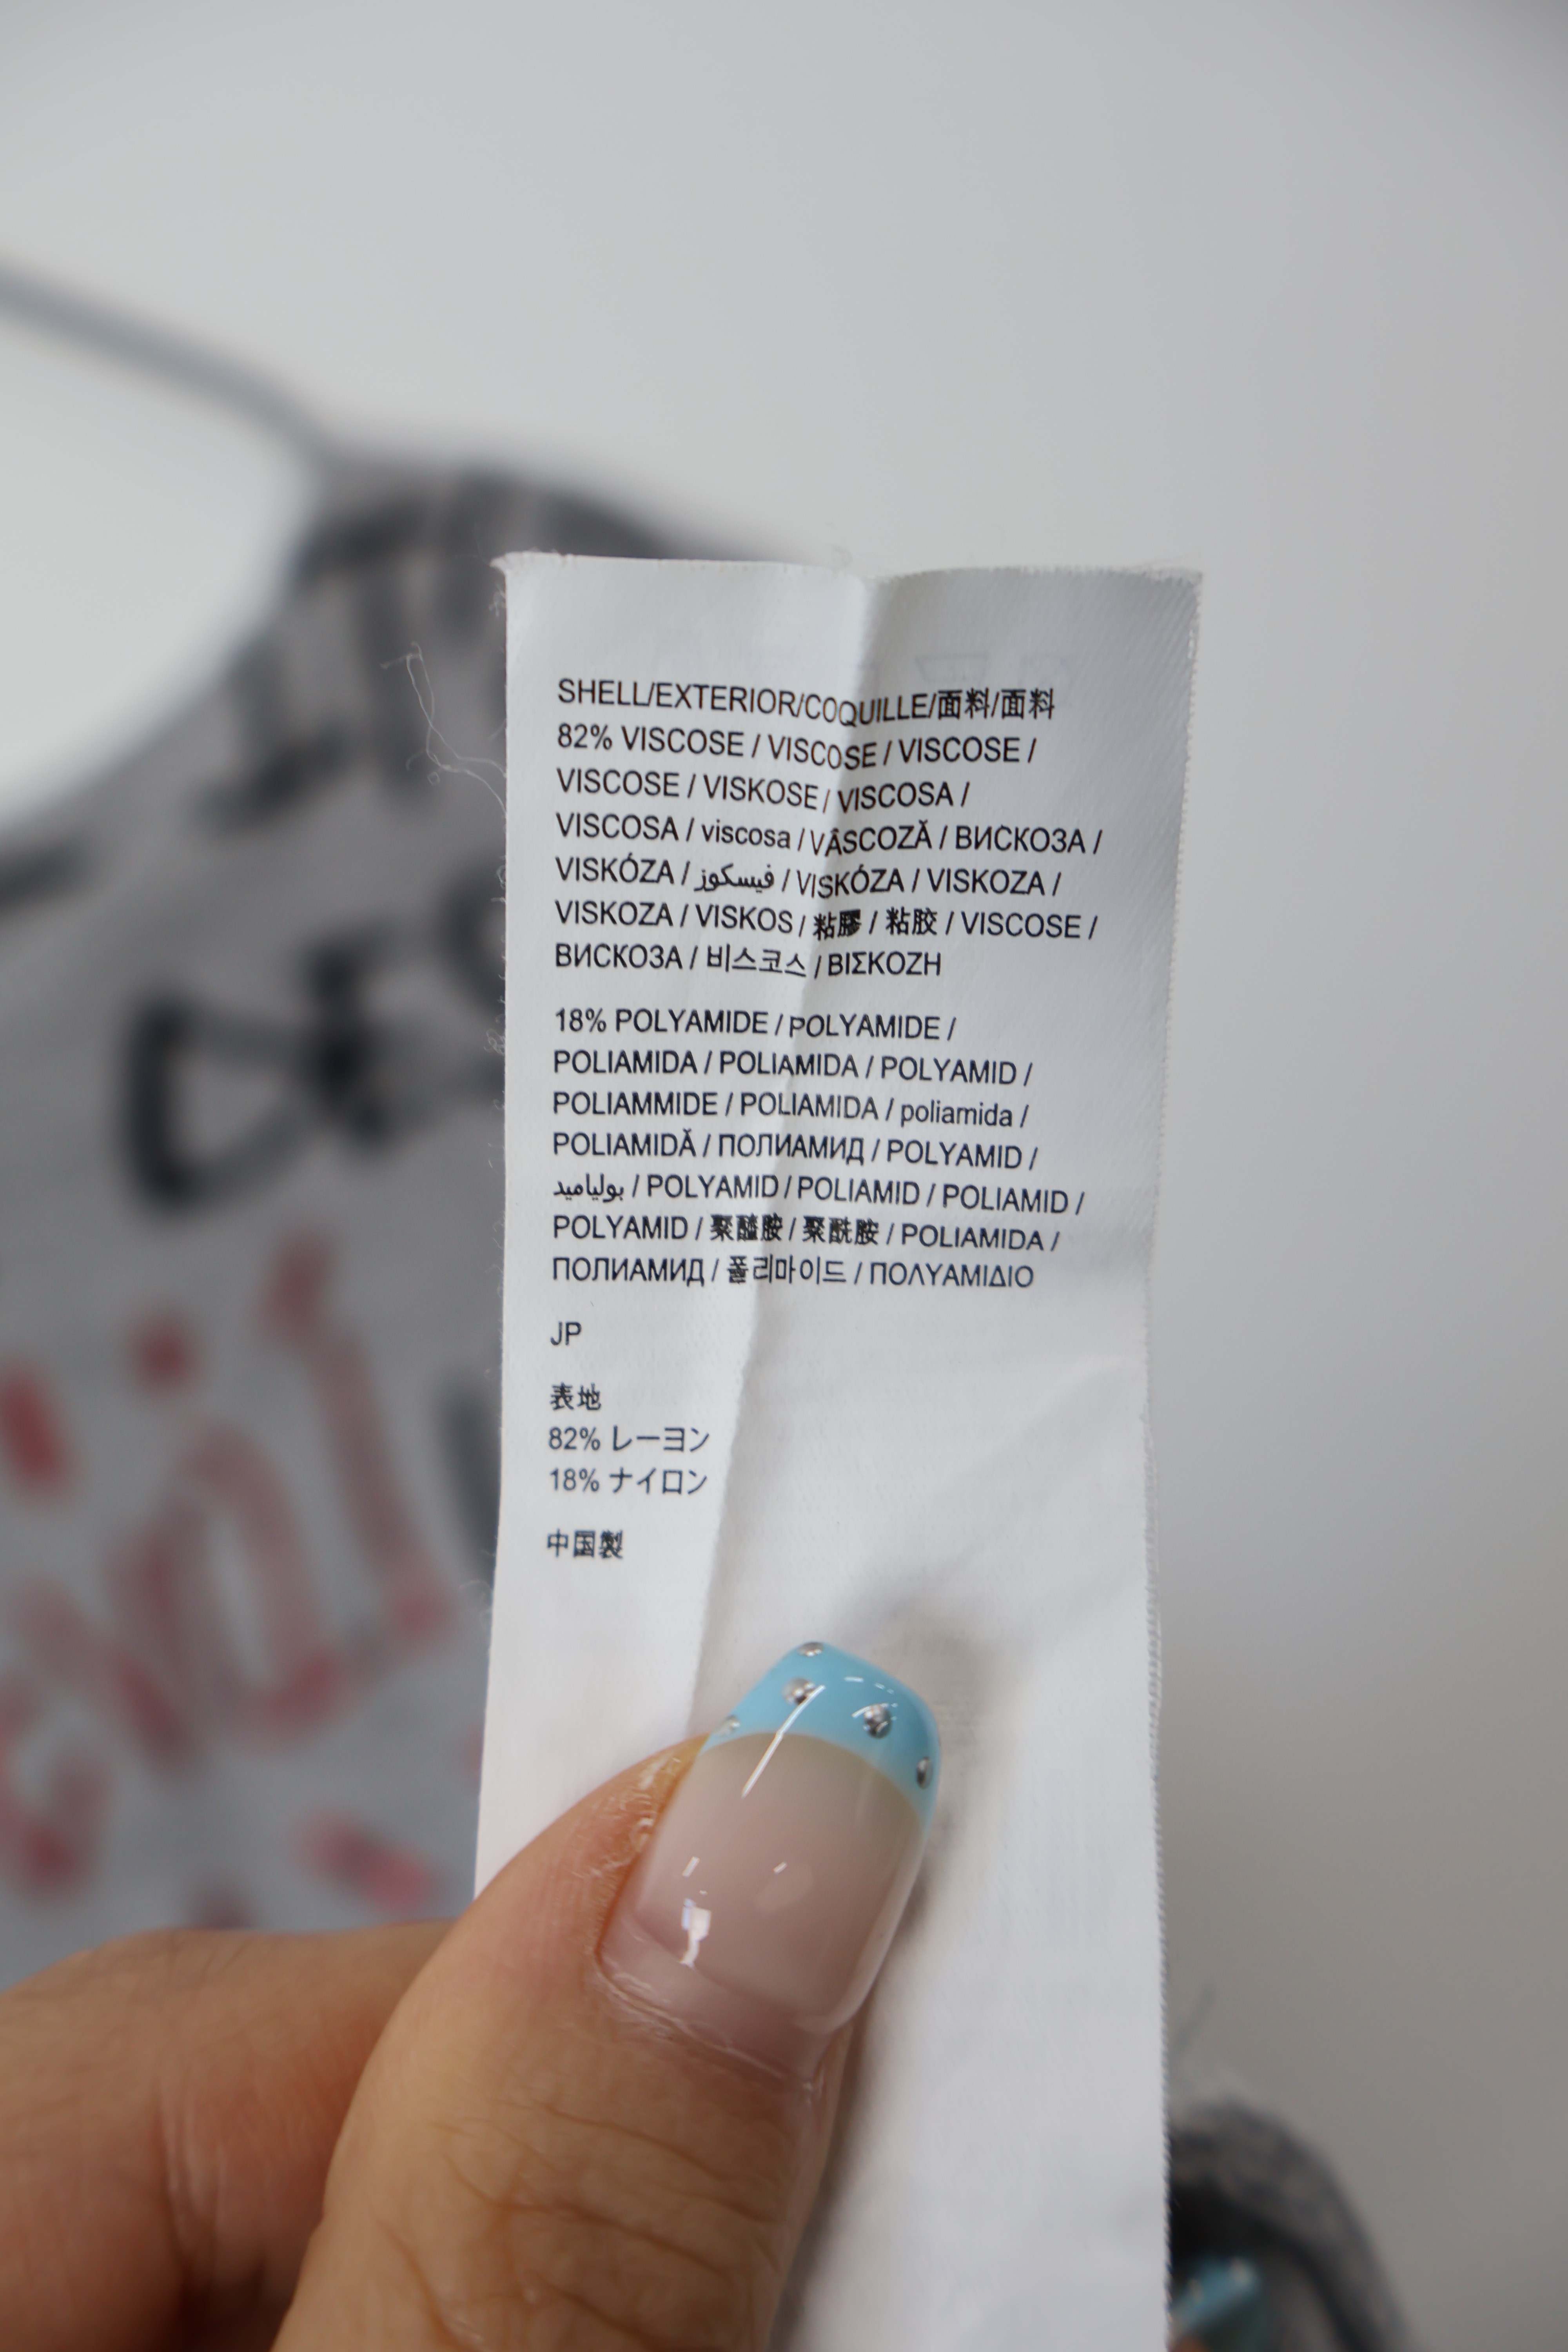 SHELL/EXTERIOR/COQUILLE/面料/面料
82% VISCOSE / VISCOSE / VISCOSE /
VISCOSE / VISKOSE / VISCOSA /
VISCOSA / viscosa / VÂSCOZĂ / ВИСКОЗА /
VISKÓZA / فيسكوز / VISKÓZA / VISKOZA /
VISKOZA / VISKOS / 粘膠 / 粘胶 / VISCOSE /
ВИСКОЗА / 비스코스 / ΒΙΣΚΟΖΗ
18% POLYAMIDE / POLYAMIDE /
POLIAMIDA / POLIAMIDA / POLYAMID /
POLIAMMIDE / POLIAMIDA / poliamida /
POLIAMIDĂ / ПОЛИАМИД / POLYAMID /
بولياميد / POLYAMID / POLIAMID / POLIAMID /
POLYAMID / 聚醯胺 / 聚酰胺 / POLIAMIDA /
ПОЛИАМИД / 폴리마이드 / ΠΟΛΥΑΜΙΔΙΟ
JP
表地
82% レーヨン
18% ナイロン
中国製